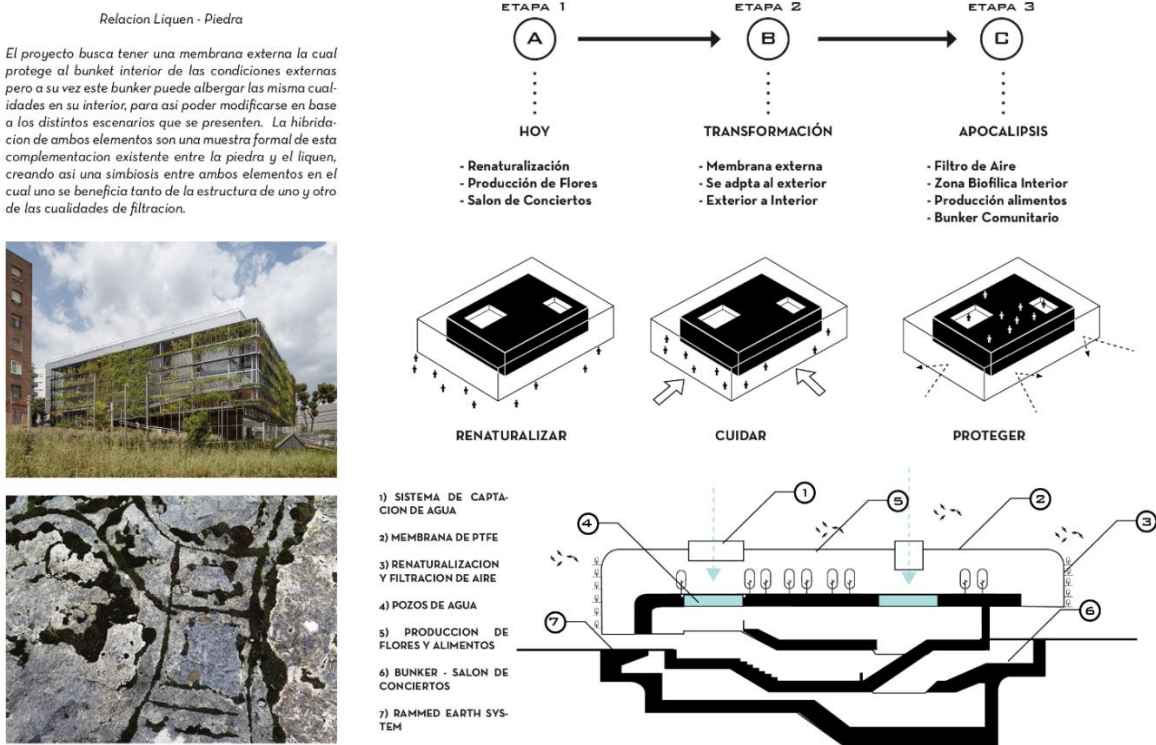 Relacion Liquen - Piedra
El proyecto busca tener una membrana externa la cual
protege al bunket interior de las condiciones externas
pero a su vez este bunker puede albergar las misma cual-
idades en su interior, para asi poder modificarse en base
a los distintos escenarios que se presenten. La hibrida-
cion de ambos elementos son una muestra formal de esta
complementacion existente entre la piedra y el liquen,
creando asi una simbiosis entre ambos elementos en el
cual uno se beneficia tanto de la estructura de uno y otro
de las cualidades de filtracion.
ETAPA 1
A
HOY
- Renaturalización
- Producción de Flores
- Salon de Conciertos
ETAPA 2
B
TRANSFORMACIÓN
- Membrana externa
- Se adpta al exterior
- Exterior a Interior
ETAPA 3
C
APOCALIPSIS
- Filtro de Aire
- Zona Biofilica Interior
- Producción alimentos
- Bunker Comunitario
RENATURALIZAR
CUIDAR
PROTEGER
1) SISTEMA DE CAPTA-
CION DE AGUA
2) MEMBRANA DE PTFE
3) RENATURALIZACION
Y FILTRACION DE AIRE
4) POZOS DE AGUA
5) PRODUCCION DE
FLORES Y ALIMENTOS
6) BUNKER - SALON DE
CONCIERTOS
7) RAMMED EARTH SYS-
TEM
1
5
2
4
3
7
6